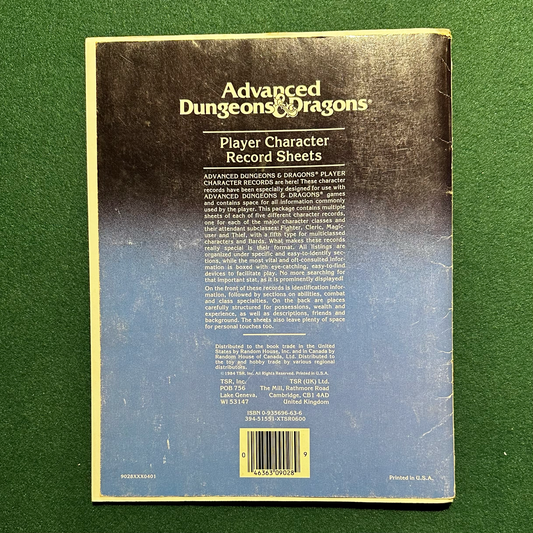 Advanced
Dungeons & Dragons®
Player Character
Record Sheets
ADVANCED DUNGEONS & DRAGONS® PLAYER
CHARACTER RECORDS are here! These character
records have been especially designed for use with
ADVANCED DUNGEONS & DRAGONS® games
and contains space for all information commonly
used by the player. This package contains multiple
sheets of each of five different character records,
one for each of the major character classes and
their attendant subclasses: Fighter, Cleric, Magic-
user and Thief, with a fifth type for multiclassed
characters and Bards. What makes these records
really special is their format. All listings are
organized under specific and easy-to-identify sec-
tions, while the most vital and oft-consulted infor-
mation is boxed with eye-catching, easy-to-find
devices to facilitate play. No more searching for
that important stat, as it is prominently displayed!
On the front of these records is identification infor-
mation, followed by sections on abilities, combat
and class specialties. On the back are places
carefully structured for possessions, wealth and
experience, as well as descriptions, friends and
background. The sheets also leave plenty of space
for personal touches too.
Distributed to the book trade in the United
States by Random House, Inc. and in Canada by
Random House of Canada, Ltd. Distributed to the
toy and hobby trade by various regional
distributors.
©1984 TSR, Inc. All Rights Reserved. Printed in U.S.A.
TSR, Inc. TSR (UK) Ltd.
POB 756 The Mill, Rathmore Road
Lake Geneva, Cambridge, CB1 4AD
WI 53147 United Kingdom
ISBN 0-935696-63-6
394-51591-XTSR0600
0 46363 09028 9
9028XXX0401 Printed in U.S.A.